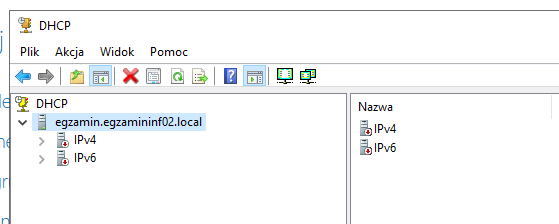 DHCP
Plik Akcja Widok Pomoc
DHCP
egzamin.egzamininf02.local
IPv4
IPv6
Nazwa
IPv4
IPv6